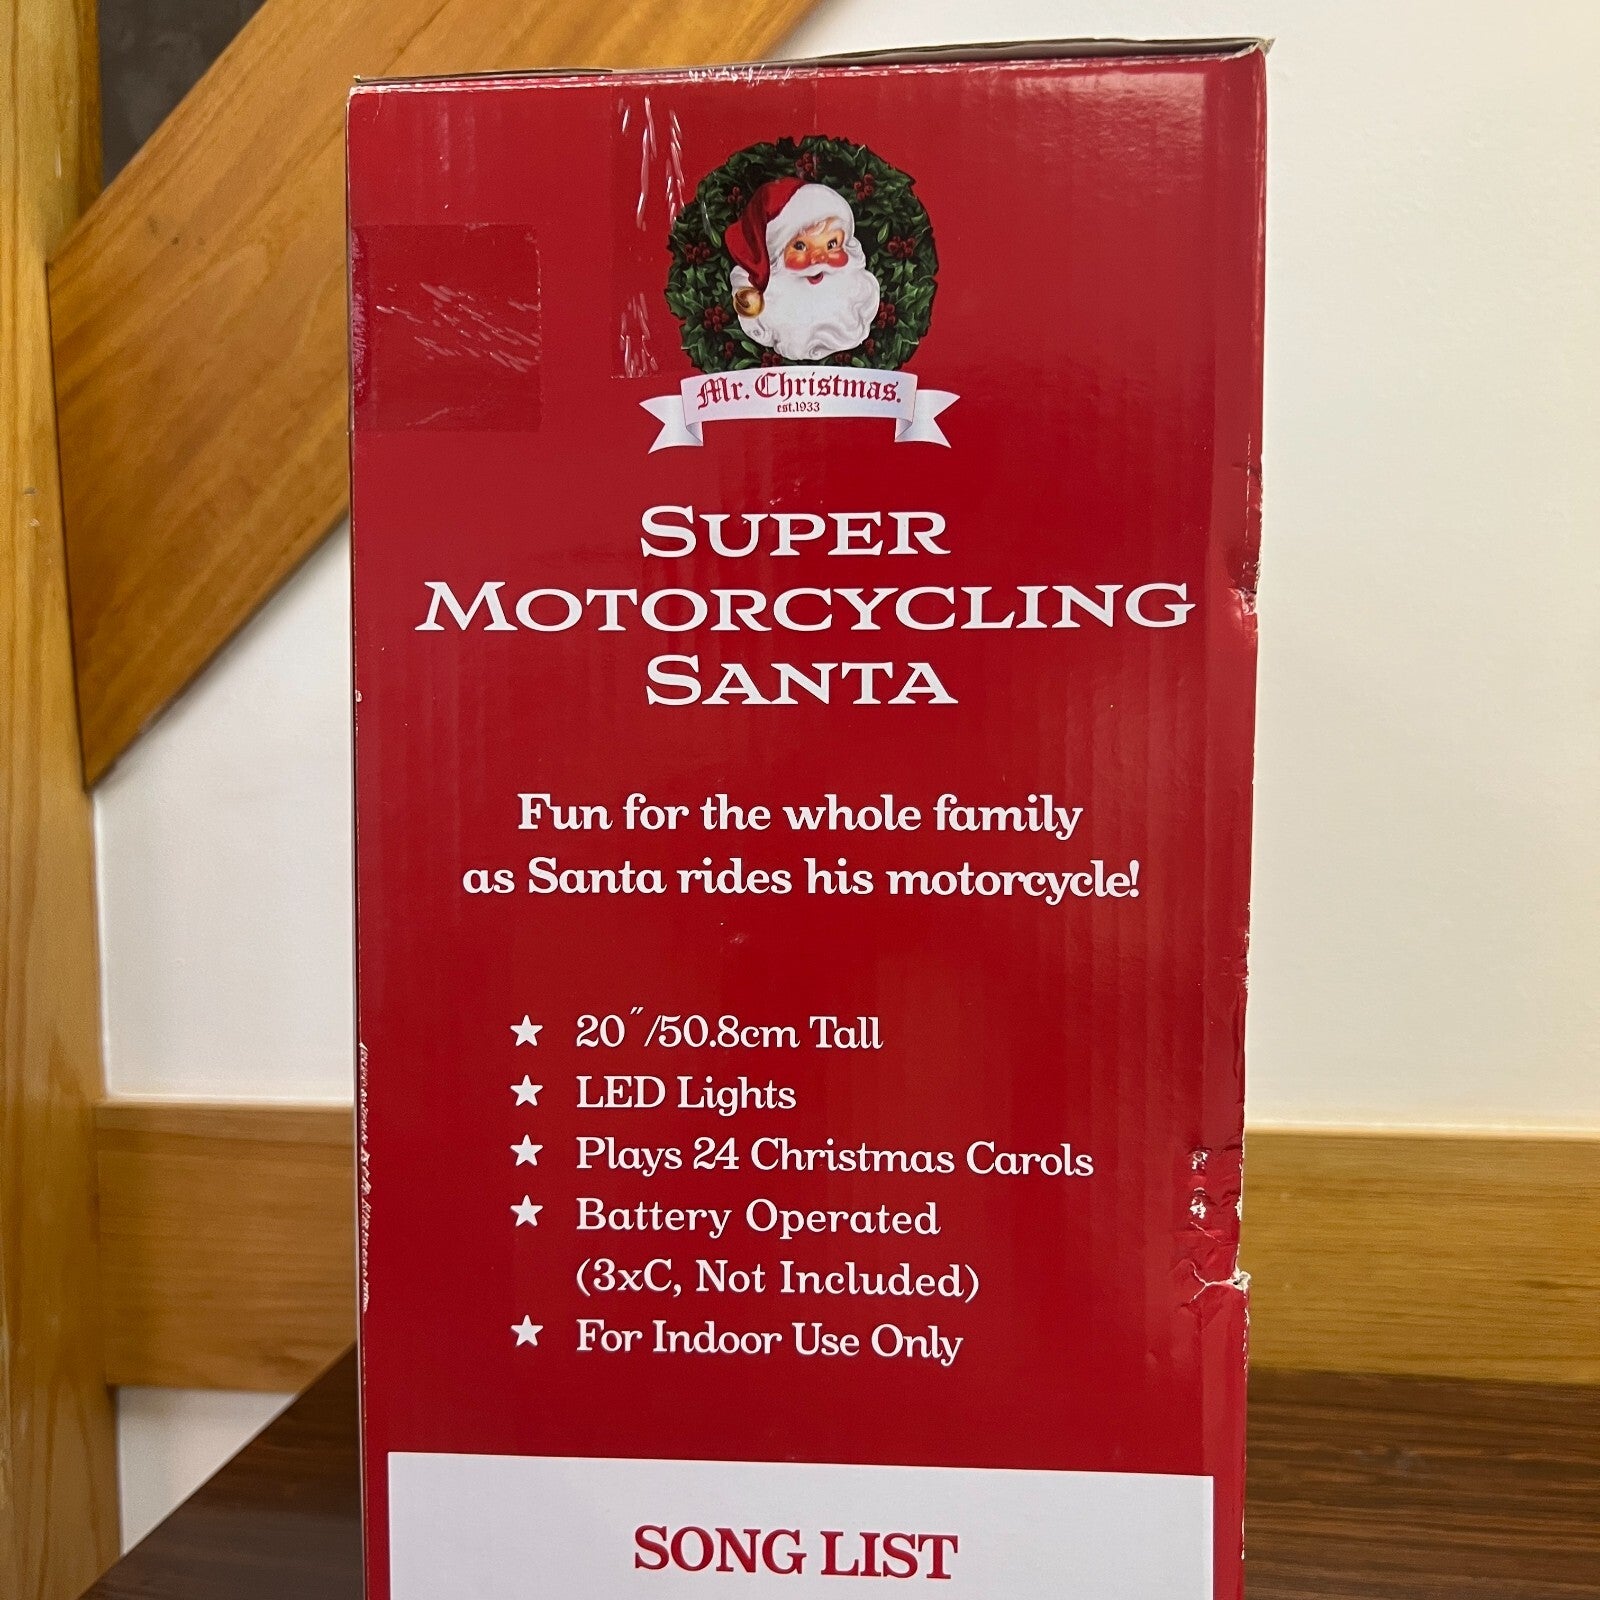 Mr. Christmas.
est.1933
SUPER
MOTORCYCLING
SANTA
Fun for the whole family
as Santa rides his motorcycle!
★ 20˝/50.8cm Tall
★ LED Lights
★ Plays 24 Christmas Carols
★ Battery Operated
(3xC, Not Included)
★ For Indoor Use Only
SONG LIST